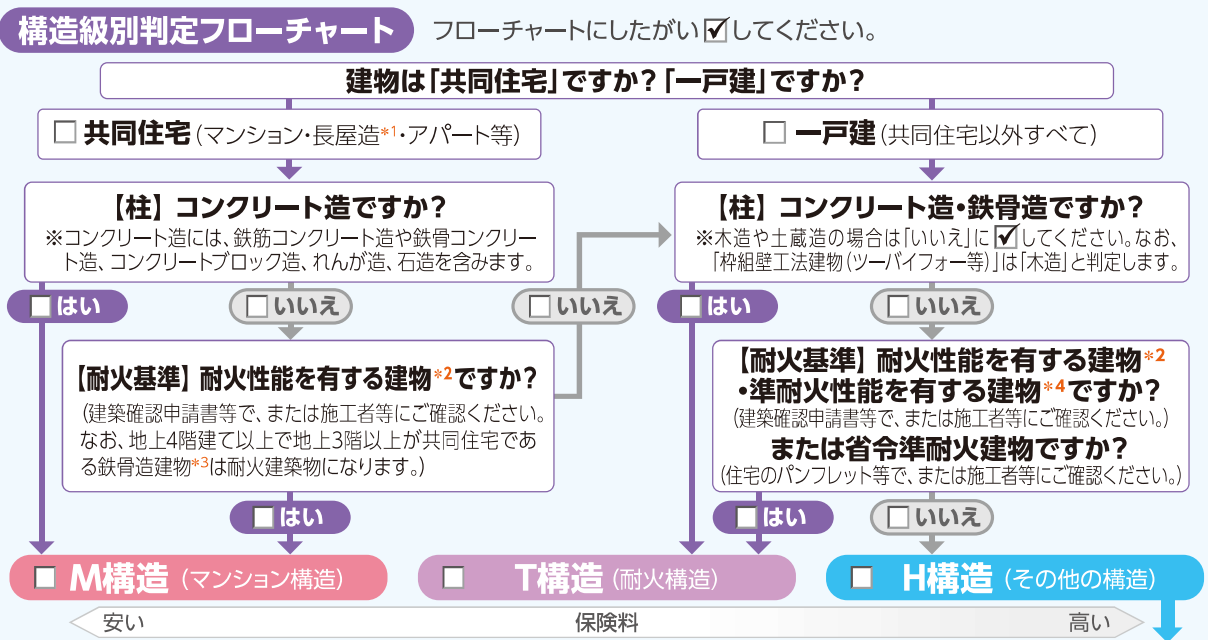 構造級別判定フローチャート フローチャートにしたがい☑してください。
建物は「共同住宅」ですか?「一戸建」ですか?
□ 共同住宅(マンション・長屋造*1・アパート等)
□ 一戸建(共同住宅以外すべて)
【柱】コンクリート造ですか?
※コンクリート造には、鉄筋コンクリート造や鉄骨コンクリー
ト造、コンクリートブロック造、れんが造、石造を含みます。
【柱】コンクリート造・鉄骨造ですか?
※木造や土蔵造の場合は「いいえ」に☑してください。なお、
「枠組壁工法建物(ツーバイフォー等)」は「木造」と判定します。
□はい
□いいえ
□いいえ
□はい
□いいえ
【耐火基準】耐火性能を有する建物*2ですか?
(建築確認申請書等で、または施工者等にご確認ください。
なお、地上4階建て以上で地上3階以上が共同住宅であ
る鉄骨造建物*3は耐火建築物になります。)
【耐火基準】耐火性能を有する建物*2
・準耐火性能を有する建物*4ですか?
(建築確認申請書等で、または施工者等にご確認ください。)
または省令準耐火建物ですか?
(住宅のパンフレット等で、または施工者等にご確認ください。)
□はい
□はい
□いいえ
□ M構造(マンション構造)
□ T構造(耐火構造)
□ H構造(その他の構造)
安い
保険料
高い